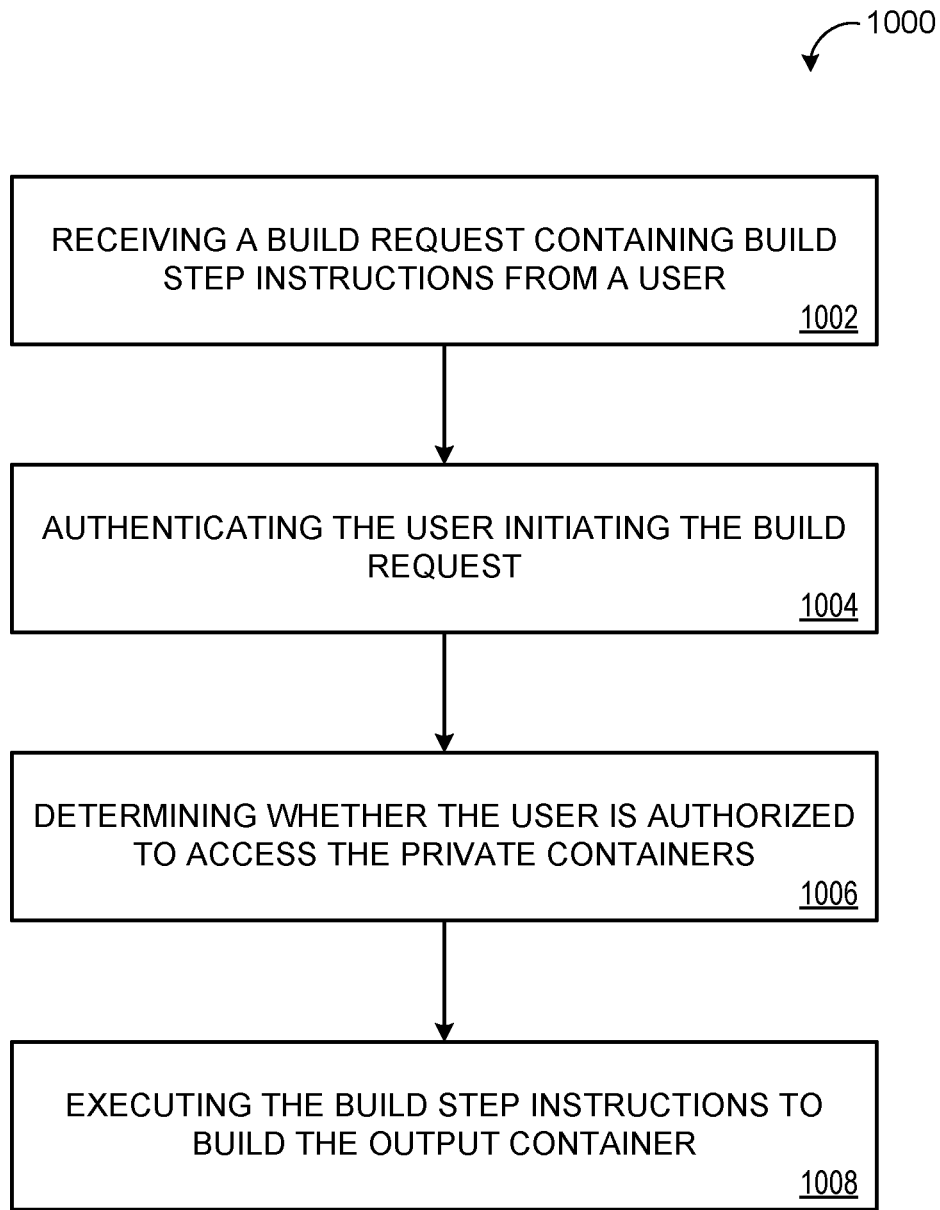 1000
RECEIVING A BUILD REQUEST CONTAINING BUILD
STEP INSTRUCTIONS FROM A USER
1002
AUTHENTICATING THE USER INITIATING THE BUILD
REQUEST
1004
DETERMINING WHETHER THE USER IS AUTHORIZED
TO ACCESS THE PRIVATE CONTAINERS
1006
EXECUTING THE BUILD STEP INSTRUCTIONS TO
BUILD THE OUTPUT CONTAINER
1008